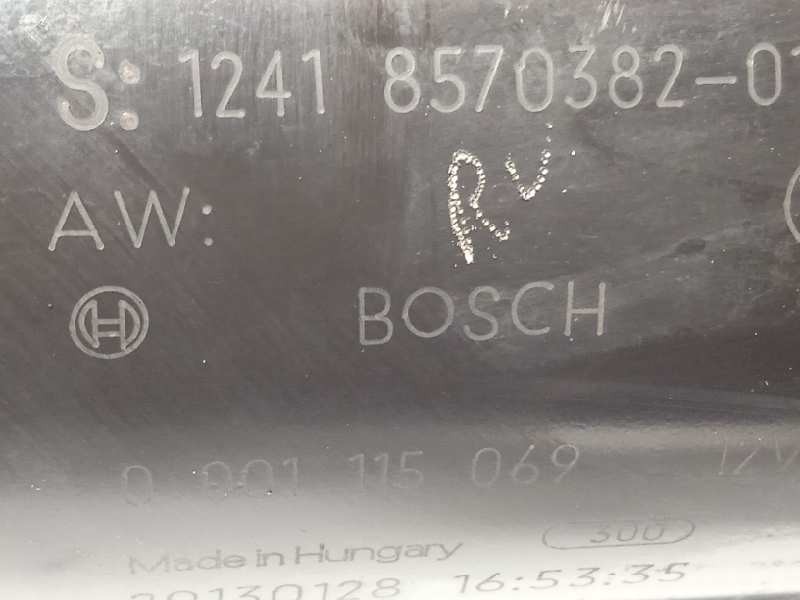 S: 1241 8570382-01
RV
AW:
BOSCH
0 001 115 069 12V
300
Made in Hungary
20130128 16:53:35